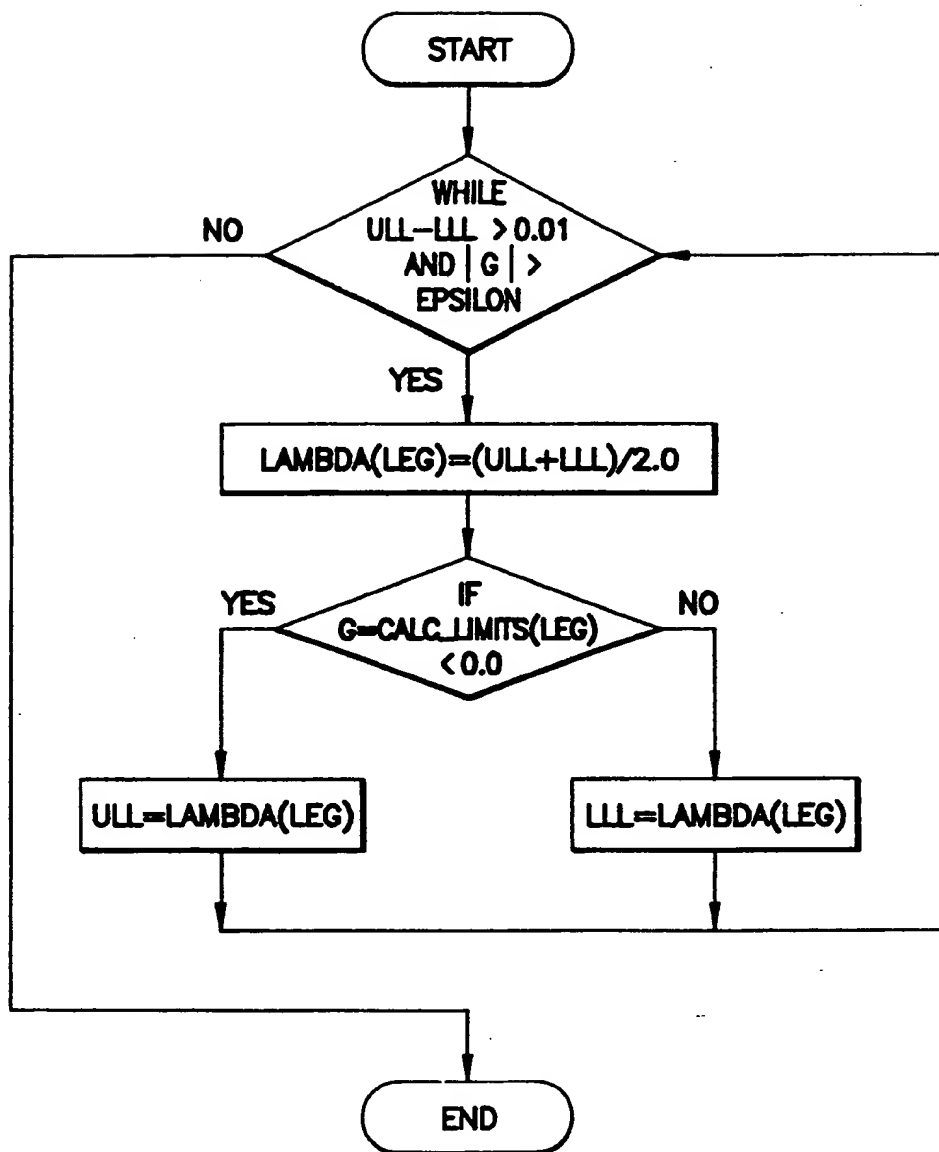 START
WHILE
ULL-LLL >0.01
AND | G | >
EPSILON
NO
YES
LAMBDA(LEG)=(ULL+LLL)/2.0
IF
G=CALC_LIMITS(LEG)
<0.0
YES
NO
ULL=LAMBDA(LEG)
LLL=LAMBDA(LEG)
END